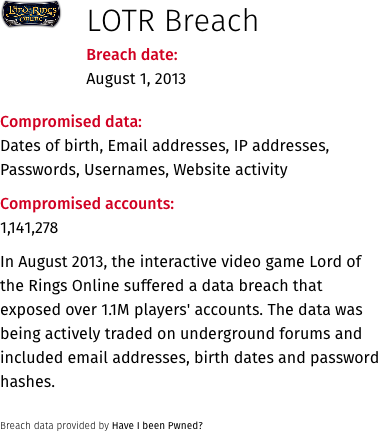 THE LORD OF THE RINGS
ONLINE
LOTR Breach
Breach date:
August 1, 2013
Compromised data:
Dates of birth, Email addresses, IP addresses,
Passwords, Usernames, Website activity
Compromised accounts:
1,141,278
In August 2013, the interactive video game Lord of
the Rings Online suffered a data breach that
exposed over 1.1M players' accounts. The data was
being actively traded on underground forums and
included email addresses, birth dates and password
hashes.
Breach data provided by Have I been Pwned?